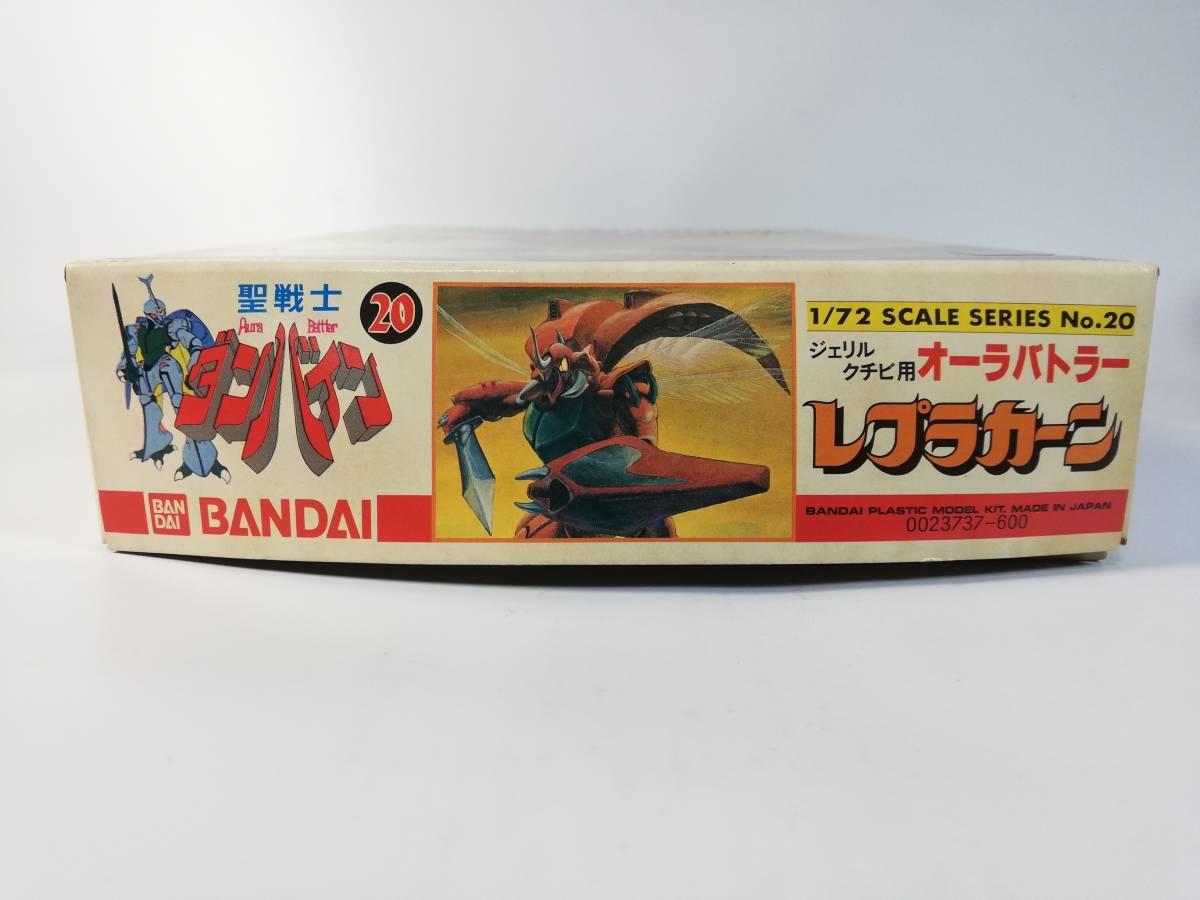 聖戦士
Aura Battler
ダンバイン
20
BAN
DAI
BANDAI
1/72 SCALE SERIES No.20
ジェリル
クチビ用
オーラバトラー
レプラカーン
BANDAI PLASTIC MODEL KIT. MADE IN JAPAN
0023737-600